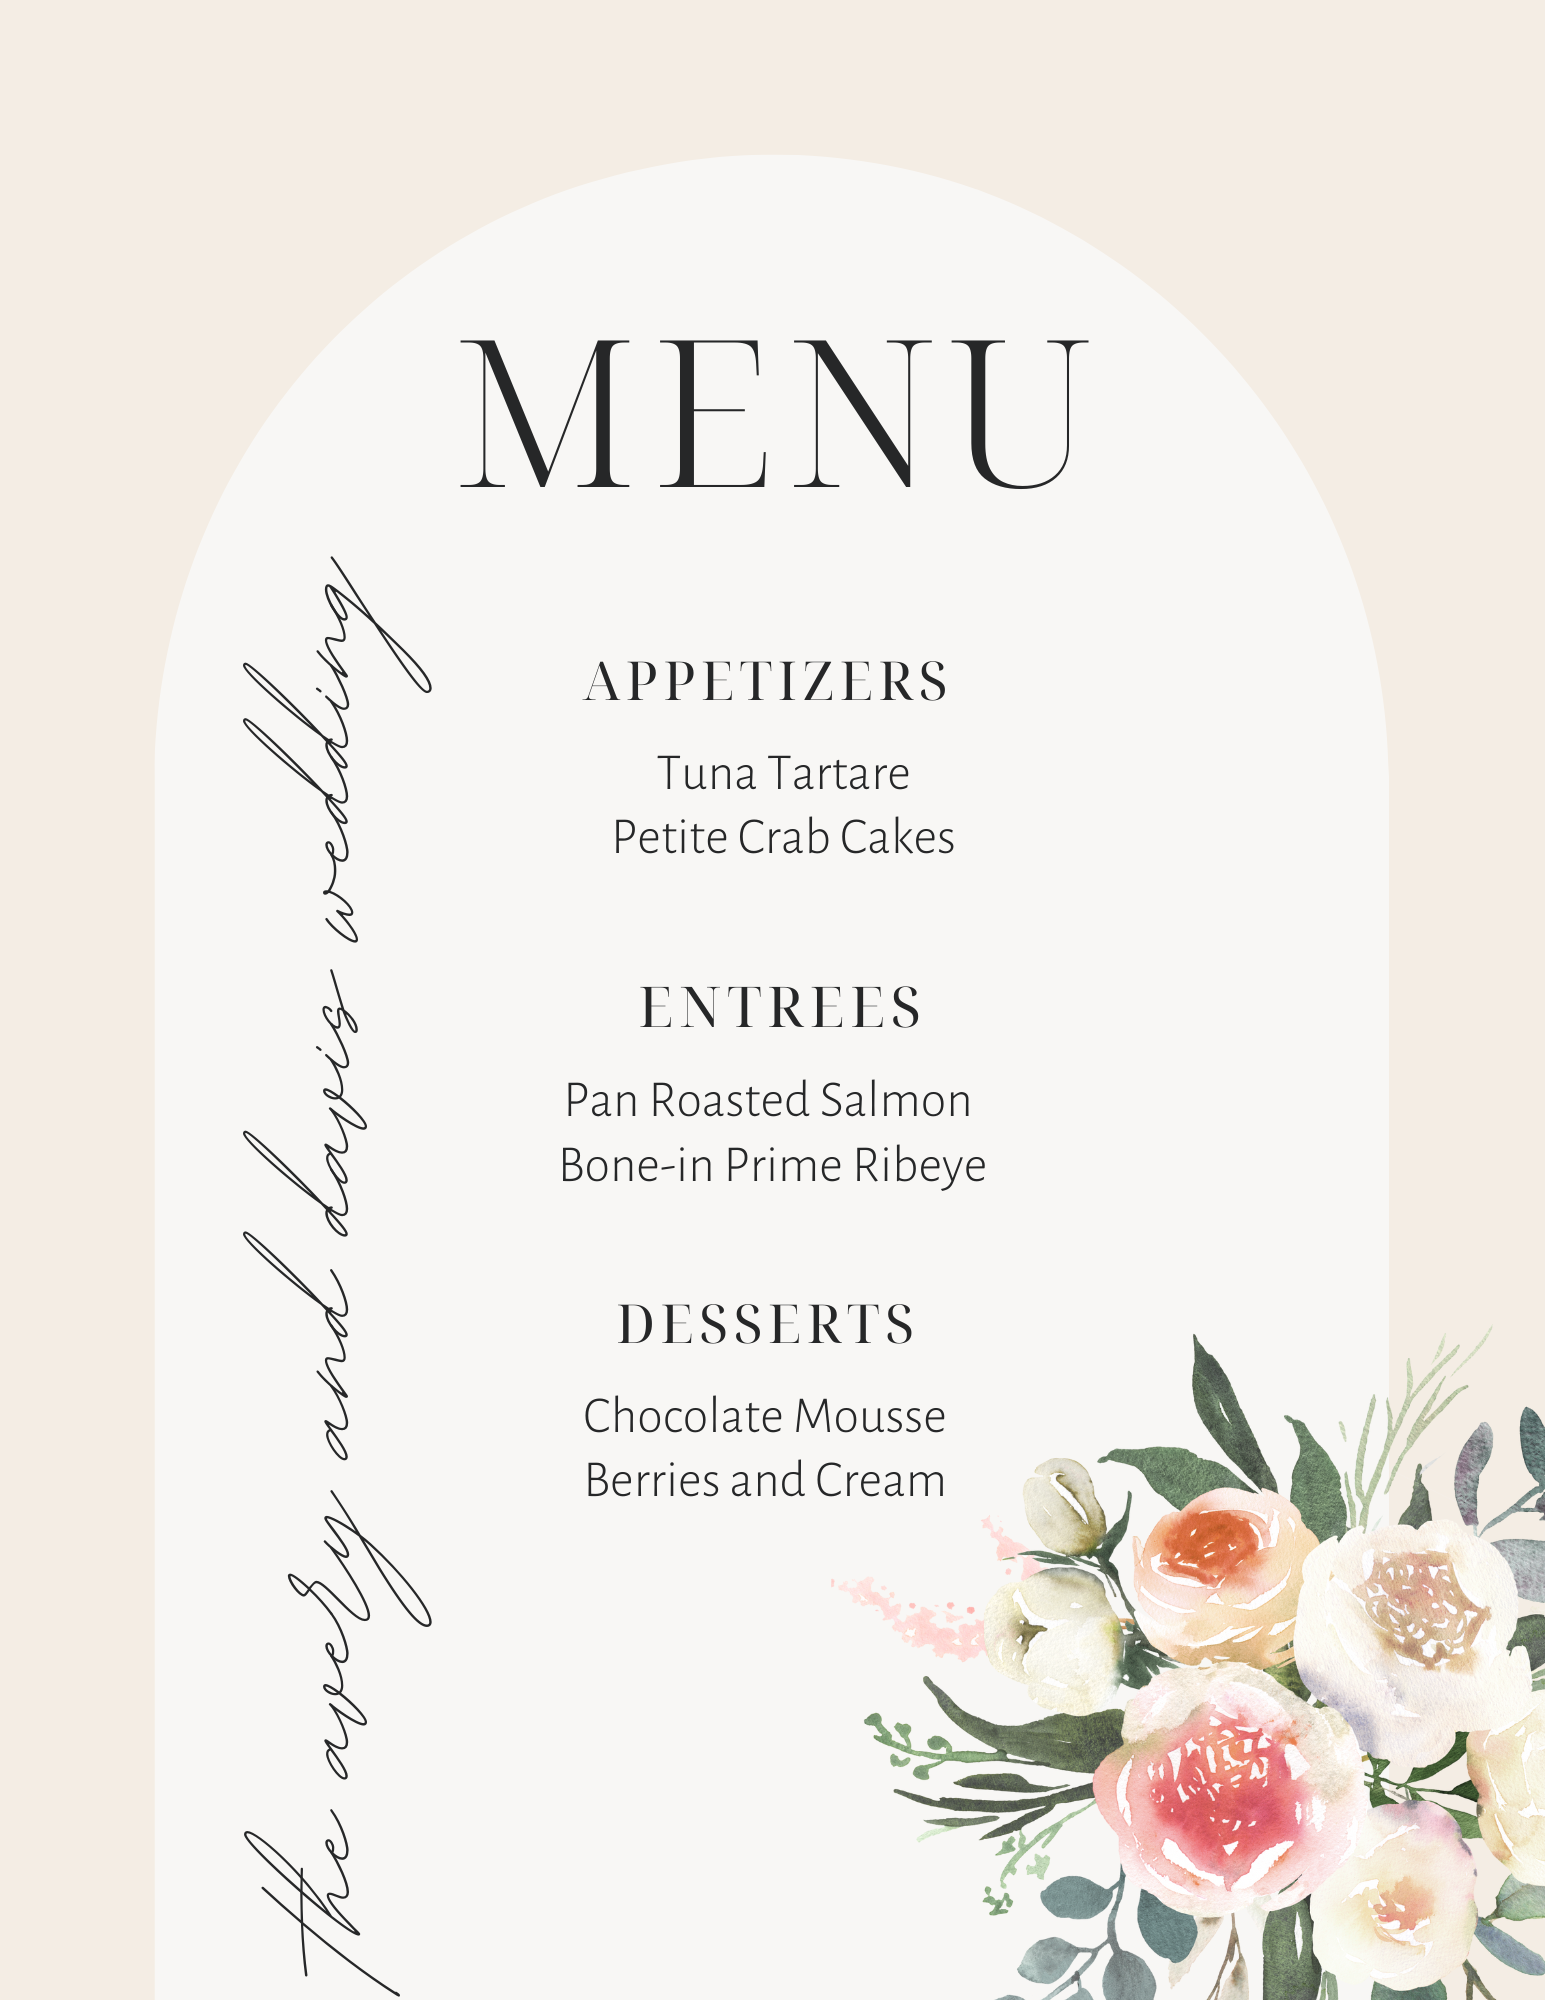 MENU
the avery and davis wedding
APPETIZERS
Tuna Tartare
Petite Crab Cakes
ENTREES
Pan Roasted Salmon
Bone-in Prime Ribeye
DESSERTS
Chocolate Mousse
Berries and Cream